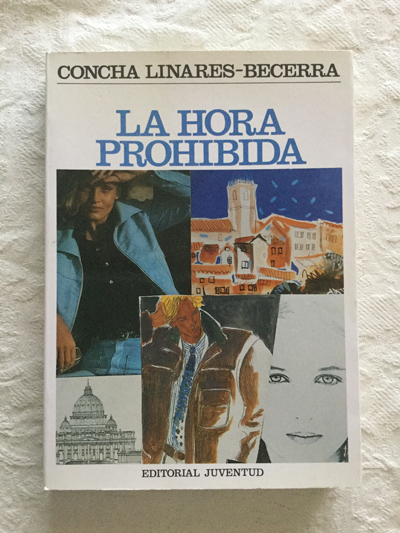 CONCHA LINARES-BECERRA
LA HORA
PROHIBIDA
EDITORIAL JUVENTUD